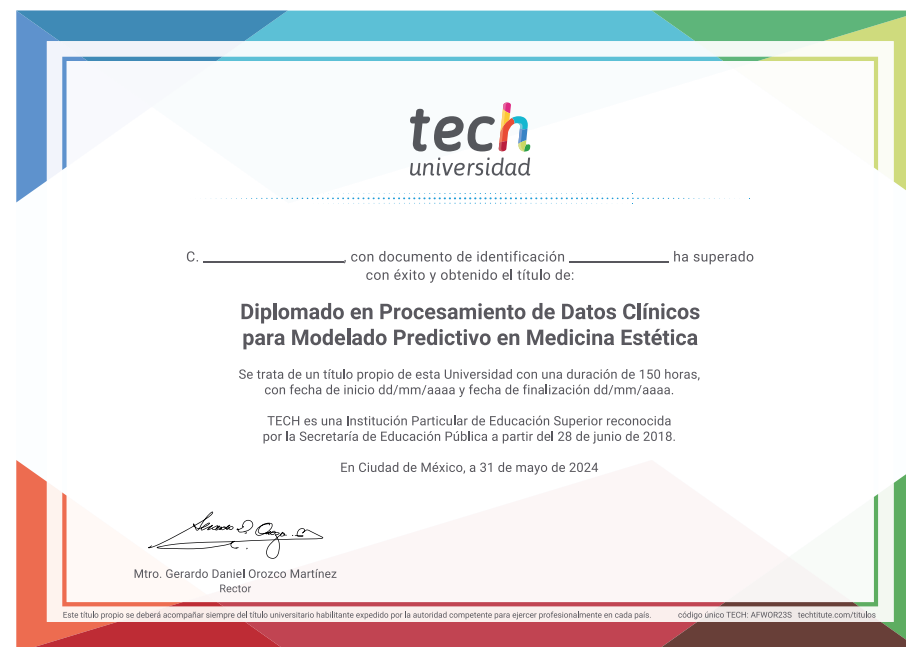 tech
universidad
C. ____________________, con documento de identificación ______________ ha superado
con éxito y obtenido el título de:
Diplomado en Procesamiento de Datos Clínicos
para Modelado Predictivo en Medicina Estética
Se trata de un título propio de esta Universidad con una duración de 150 horas,
con fecha de inicio dd/mm/aaaa y fecha de finalización dd/mm/aaaa.
TECH es una Institución Particular de Educación Superior reconocida
por la Secretaría de Educación Pública a partir del 28 de junio de 2018.
En Ciudad de México, a 31 de mayo de 2024
Mtro. Gerardo Daniel Orozco Martínez
Rector
Este título propio se deberá acompañar siempre del título universitario habilitante expedido por la autoridad competente para ejercer profesionalmente en cada país. código único TECH: AFWOR23S techtitute.com/titulos